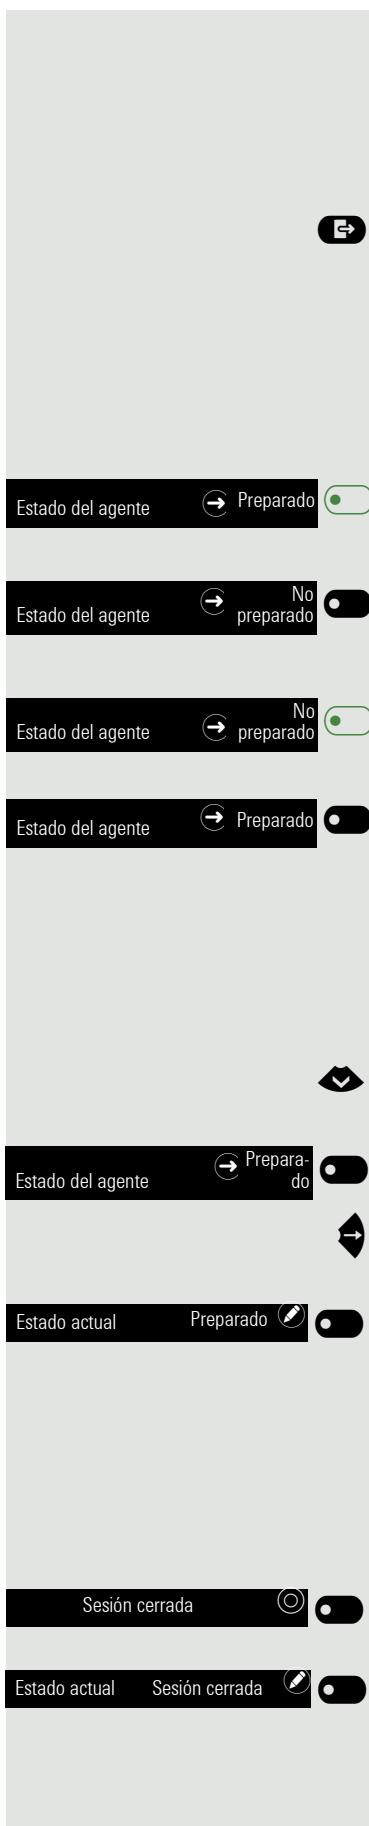 Estado del agente Preparado
Estado del agente No
preparado
Estado del agente No
preparado
Estado del agente Preparado
Estado del agente Prepara-
do
Estado actual Preparado
Sesión cerrada
Estado actual Sesión cerrada